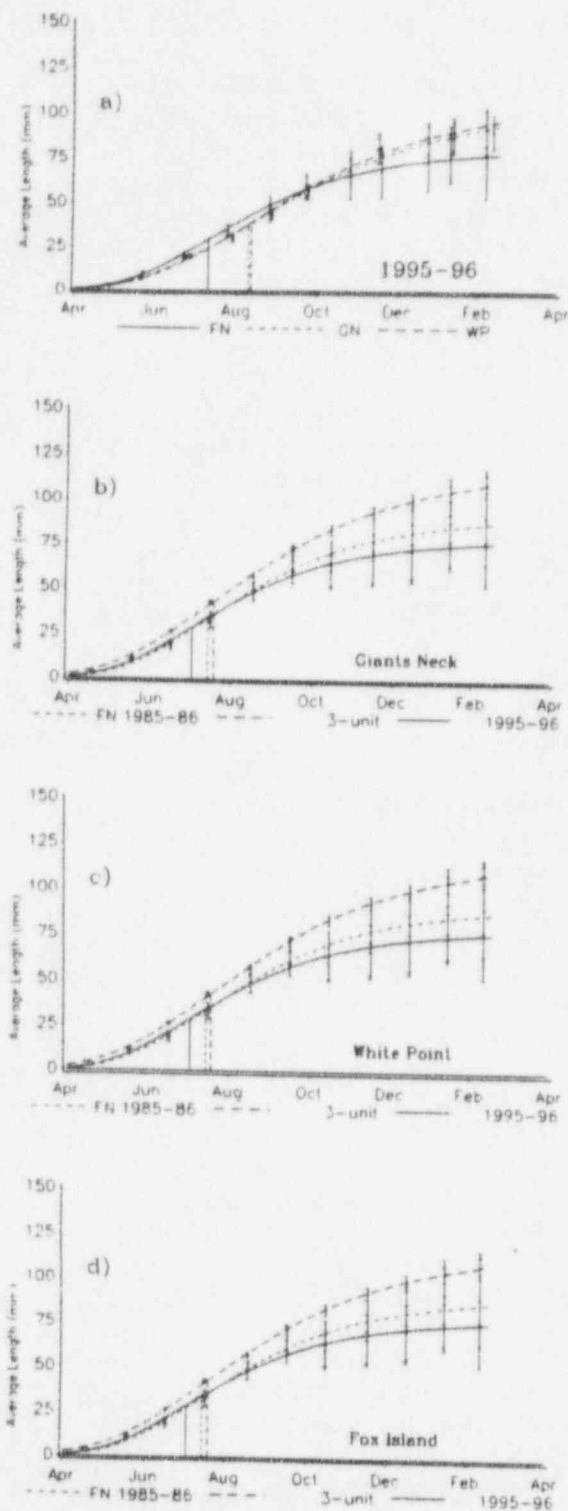 150
125
100
75
50
25
0
Average Length (mm)
a)
1995-96
Apr Jun Aug Oct Dec Feb Apr
FN GN WP
150
125
100
75
50
25
0
Average Length (mm)
b)
Giants Neck
Apr Jun Aug Oct Dec Feb Apr
FN 1985-86 3-unit 1995-96
150
125
100
75
50
25
0
Average Length (mm)
c)
White Point
Apr Jun Aug Oct Dec Feb Apr
FN 1985-86 3-unit 1995-96
150
125
100
75
50
25
0
Average Length (mm)
d)
Fox Island
Apr Jun Aug Oct Dec Feb Apr
FN 1985-86 3-unit 1995-96